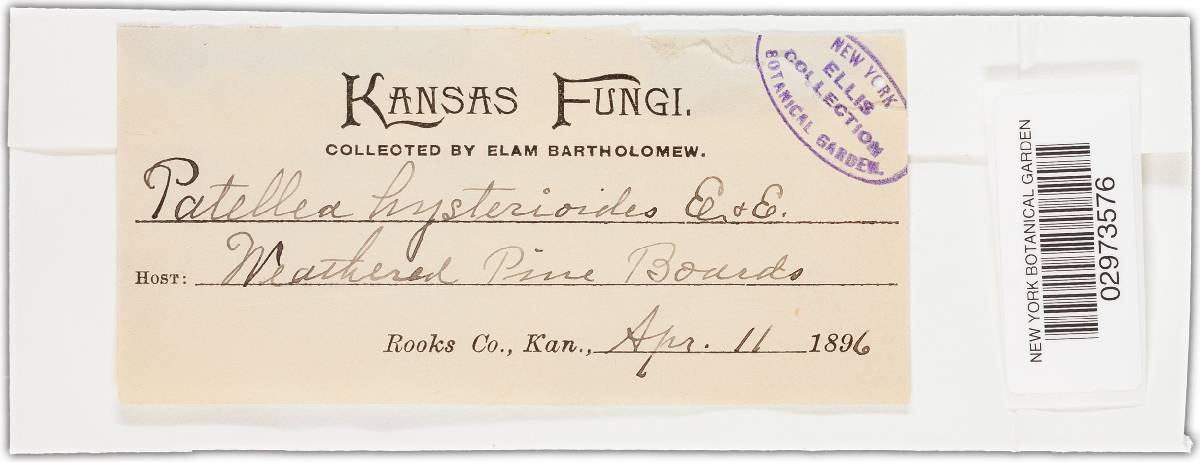 KANSAS FUNGI.
COLLECTED BY ELAM BARTHOLOMEW.
Patellea hysterioides E. & E.
HOST: Weathered Pine Boards
Rooks Co., Kan., Apr. 11 1896
NEW YORK
ELLIS
COLLECTION
BOTANICAL GARDEN.
NEW YORK BOTANICAL GARDEN
02973576